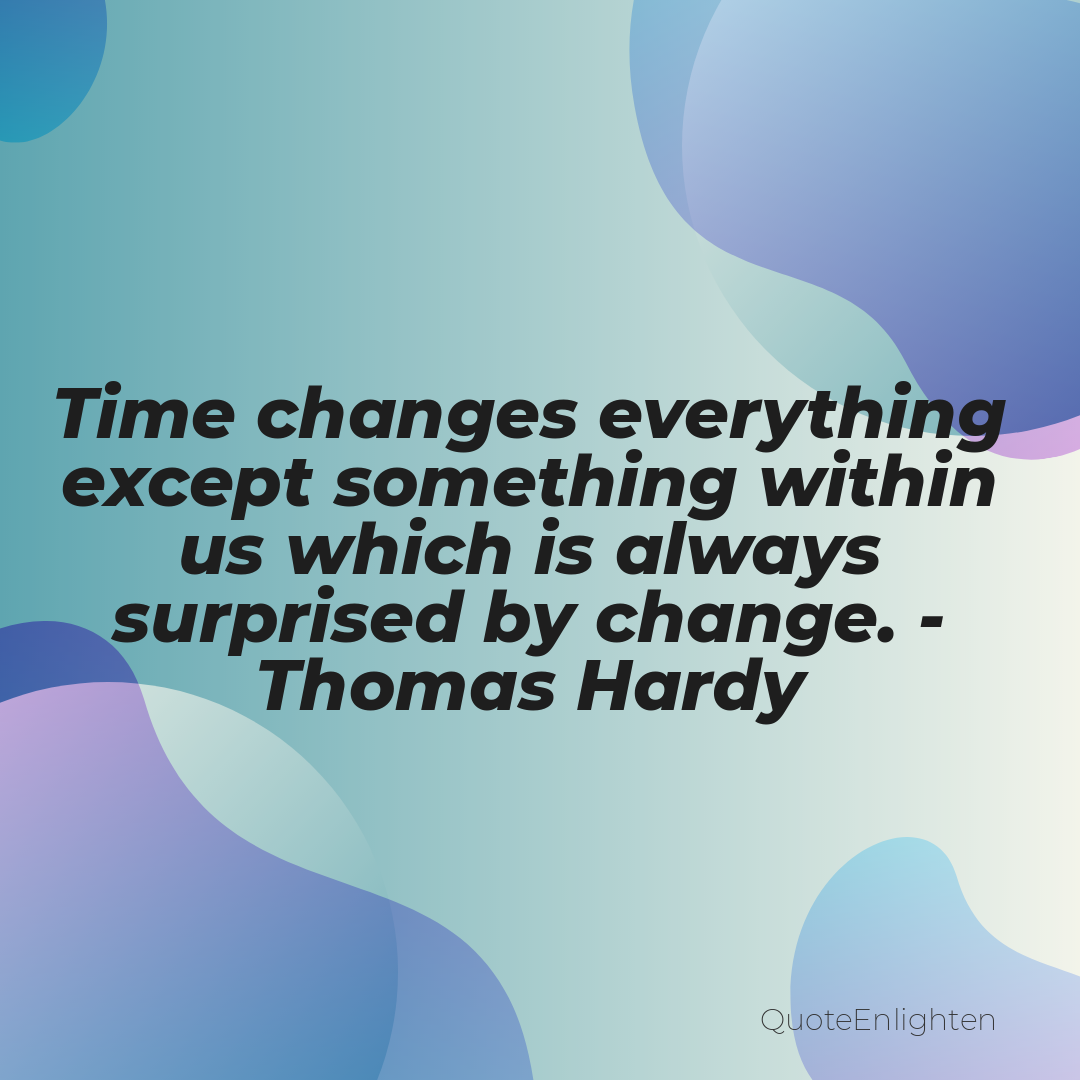 Time changes everything
except something within
us which is always
surprised by change. -
Thomas Hardy
QuoteEnlighten